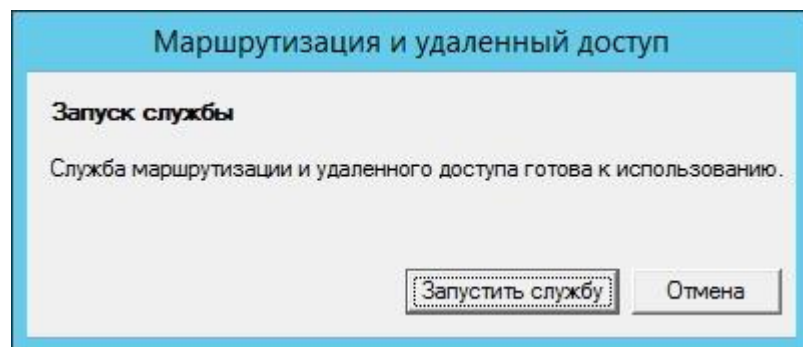 Маршрутизация и удаленный доступ
Запуск службы
Служба маршрутизации и удаленного доступа готова к использованию.
Запустить службу Отмена